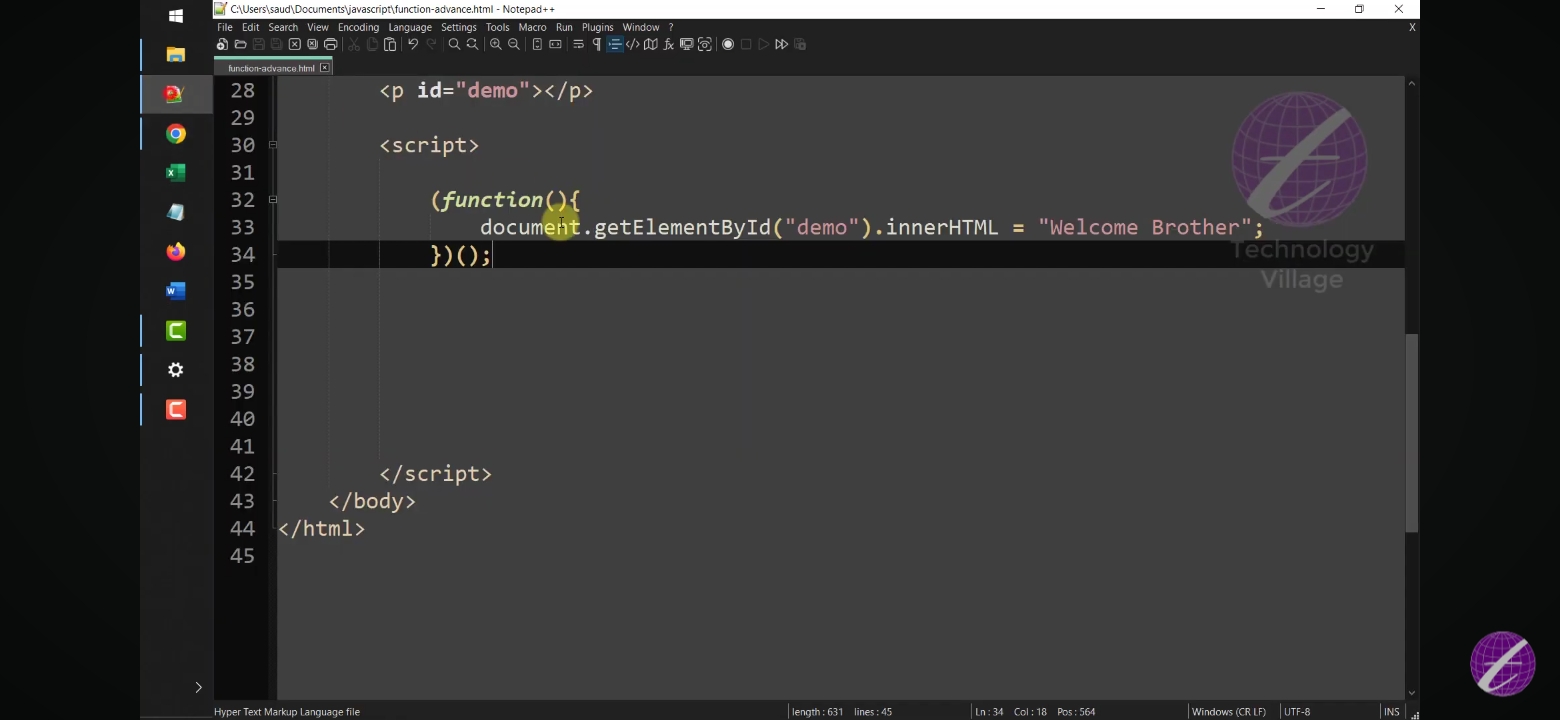 C:\Users\saud\Documents\javascript\function-advance.html - Notepad++
File Edit Search View Encoding Language Settings Tools Macro Run Plugins Window ? X
function-advance.html
28 <p id="demo"></p>
29
30 <script>
31
32 (function(){
33 document.getElementById("demo").innerHTML = "Welcome Brother";
34 })();
35
36
37
38
39
40
41
42 </script>
43 </body>
44 </html>
45
Technology
Village
Hyper Text Markup Language file length : 631 lines : 45 Ln : 34 Col : 18 Pos : 564 Windows (CR LF) UTF-8 INS